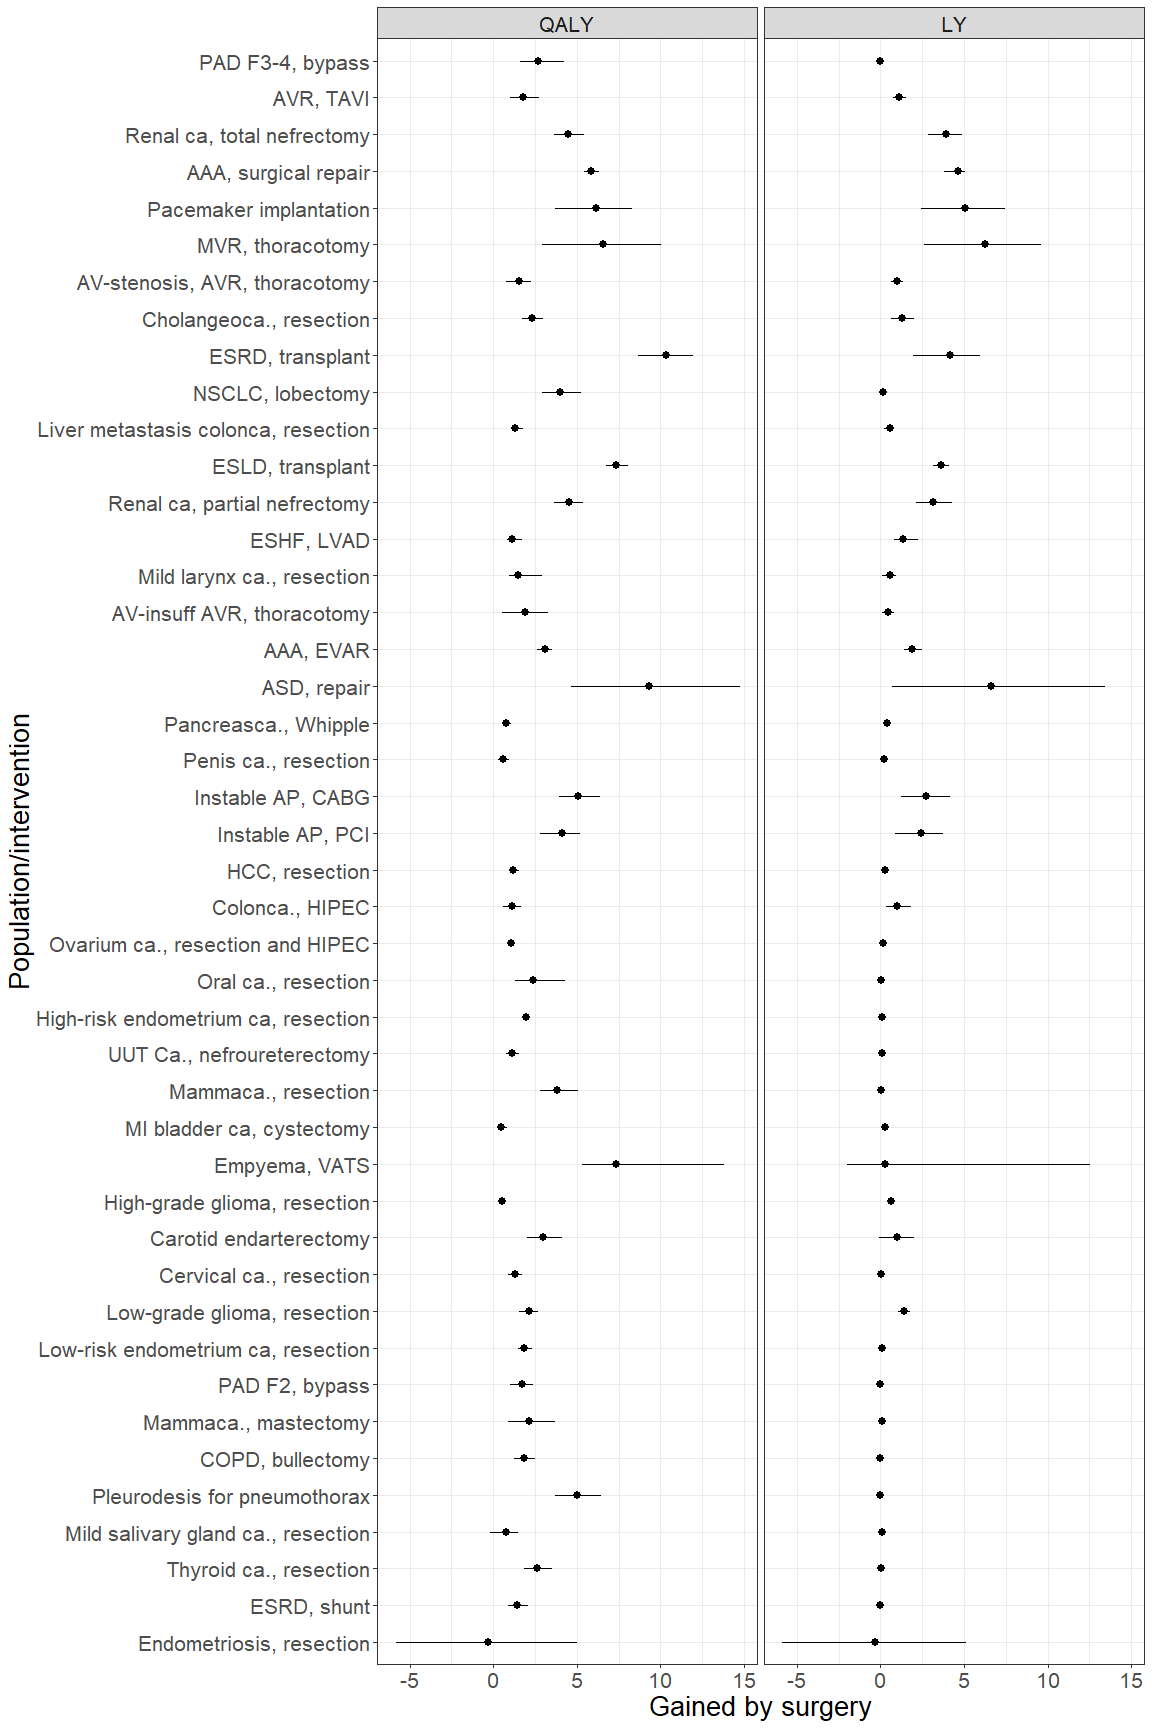 QALY
LY
PAD F3-4, bypass
AVR, TAVI
Renal ca, total nefrectomy
AAA, surgical repair
Pacemaker implantation
MVR, thoracotomy
AV-stenosis, AVR, thoracotomy
Cholangeoca., resection
ESRD, transplant
NSCLC, lobectomy
Liver metastasis colonca, resection
ESLD, transplant
Renal ca, partial nefrectomy
ESHF, LVAD
Mild larynx ca., resection
AV-insuff AVR, thoracotomy
AAA, EVAR
ASD, repair
Pancreasca., Whipple
Penis ca., resection
Instable AP, CABG
Instable AP, PCI
HCC, resection
Colonca., HIPEC
Ovarium ca., resection and HIPEC
Oral ca., resection
High-risk endometrium ca, resection
UUT Ca., nefroureterectomy
Mammaca., resection
MI bladder ca, cystectomy
Empyema, VATS
High-grade glioma, resection
Carotid endarterectomy
Cervical ca., resection
Low-grade glioma, resection
Low-risk endometrium ca, resection
PAD F2, bypass
Mammaca., mastectomy
COPD, bullectomy
Pleurodesis for pneumothorax
Mild salivary gland ca., resection
Thyroid ca., resection
ESRD, shunt
Endometriosis, resection
Population/intervention
-5 0 5 10 15
-5 0 5 10 15
Gained by surgery